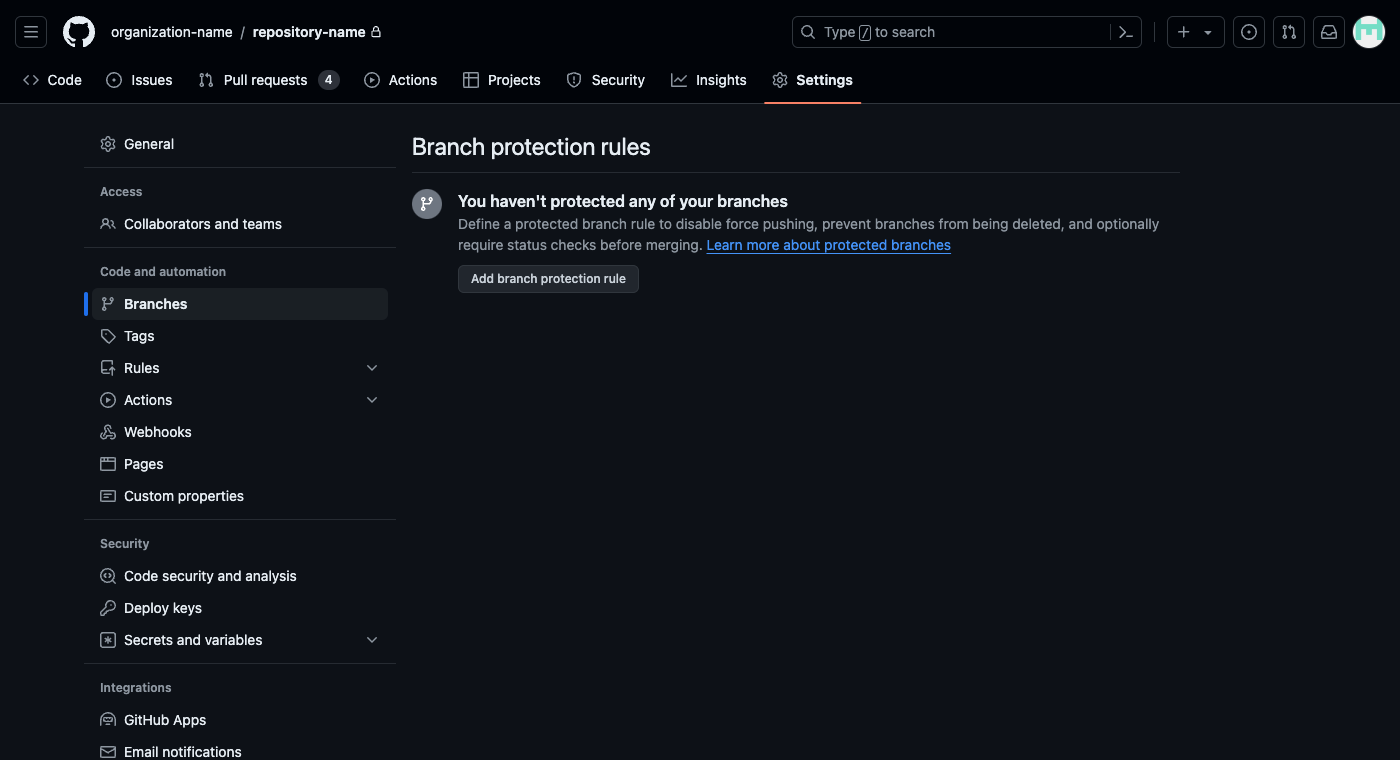 organization-name / repository-name
Type / to search
Code
Issues
Pull requests 4
Actions
Projects
Security
Insights
Settings
General
Access
Collaborators and teams
Code and automation
Branches
Tags
Rules
Actions
Webhooks
Pages
Custom properties
Security
Code security and analysis
Deploy keys
Secrets and variables
Integrations
GitHub Apps
Email notifications
Branch protection rules
You haven't protected any of your branches
Define a protected branch rule to disable force pushing, prevent branches from being deleted, and optionally
require status checks before merging. Learn more about protected branches
Add branch protection rule